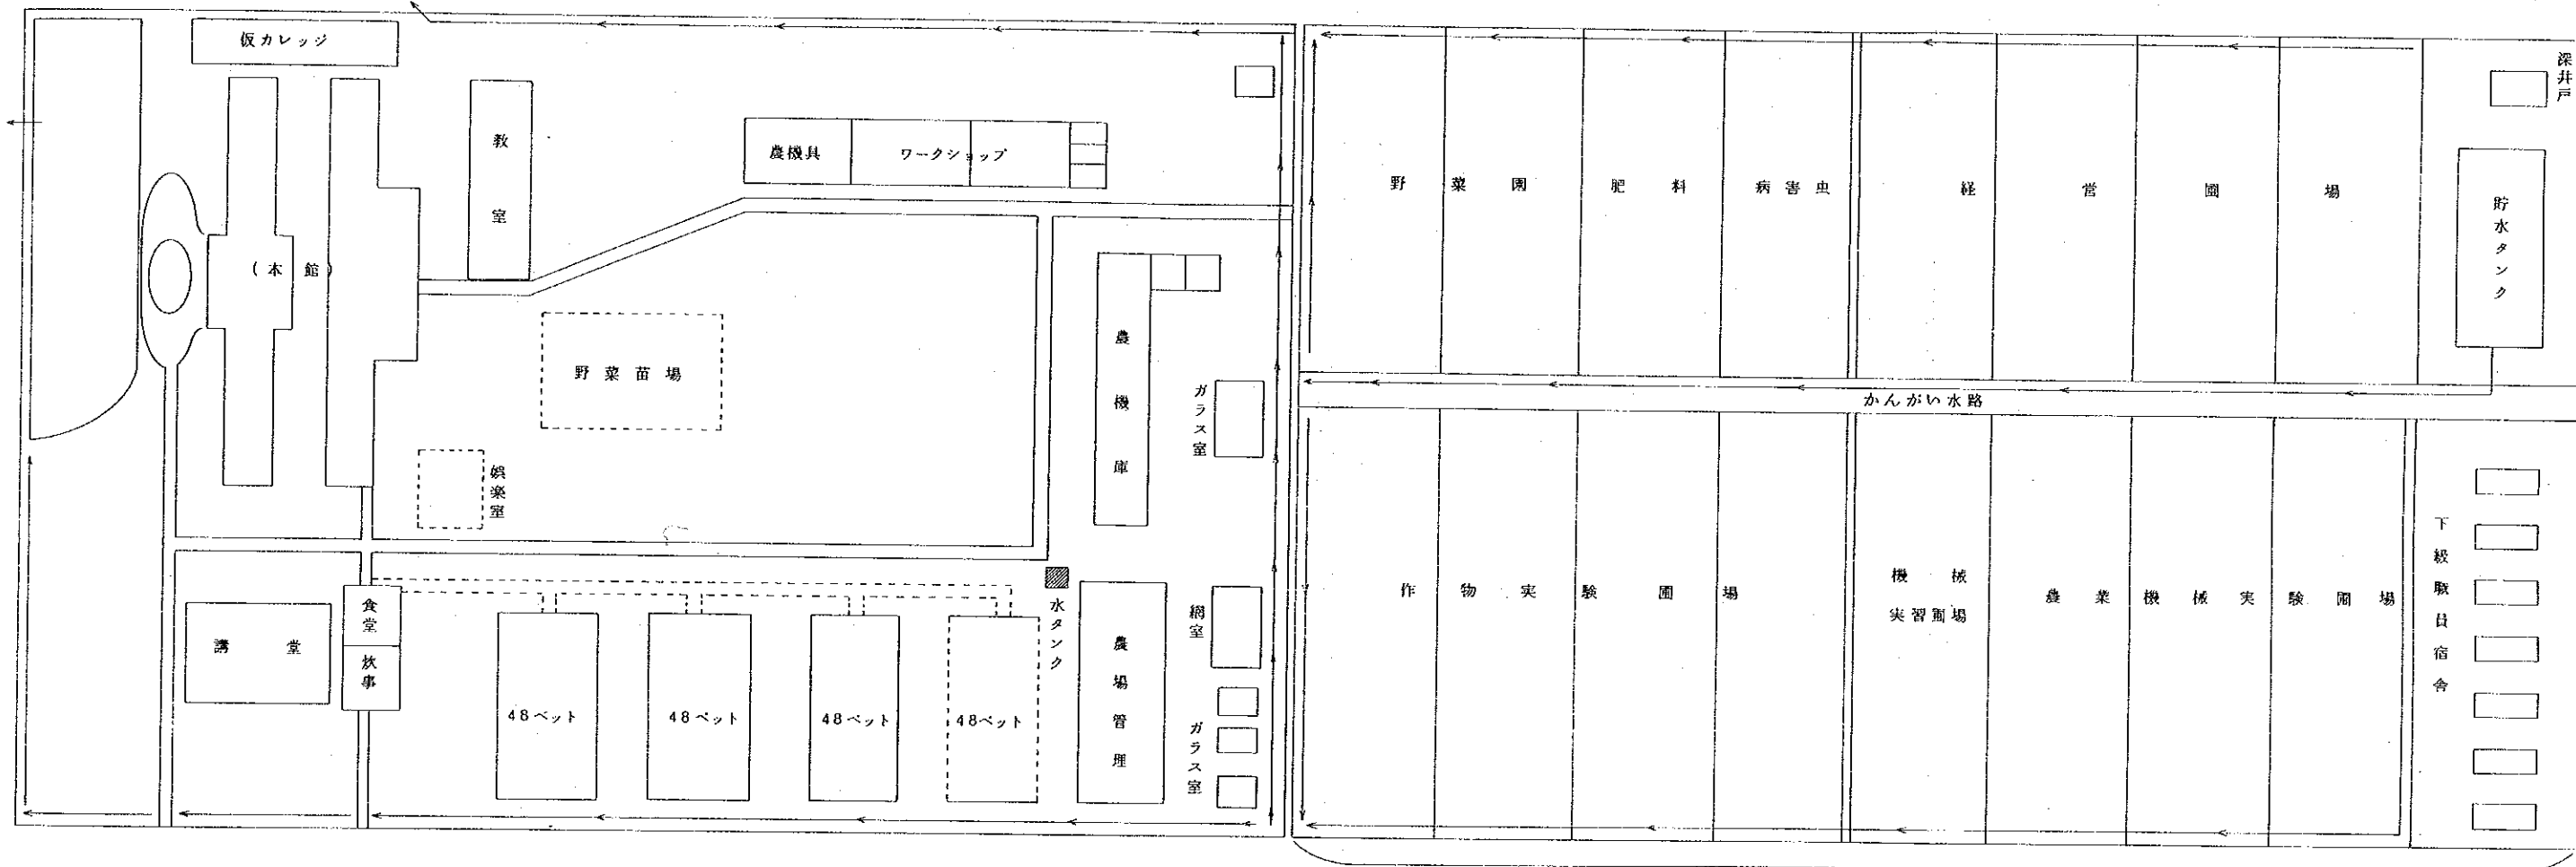 仮カレッジ
教室
農機具
ワークショップ
(本館)
野菜苗場
娯楽室
農機庫
ガラス室
講堂
食堂
炊事
48ベット
48ベット
48ベット
48ベット
水タンク
農場管理
網室
ガラス室
野菜園
肥料
病害虫
経営圃場
深井戸
貯水タンク
かんがい水路
作物実験圃場
機械
実習圃場
農業機械実験圃場
下級職員宿舎